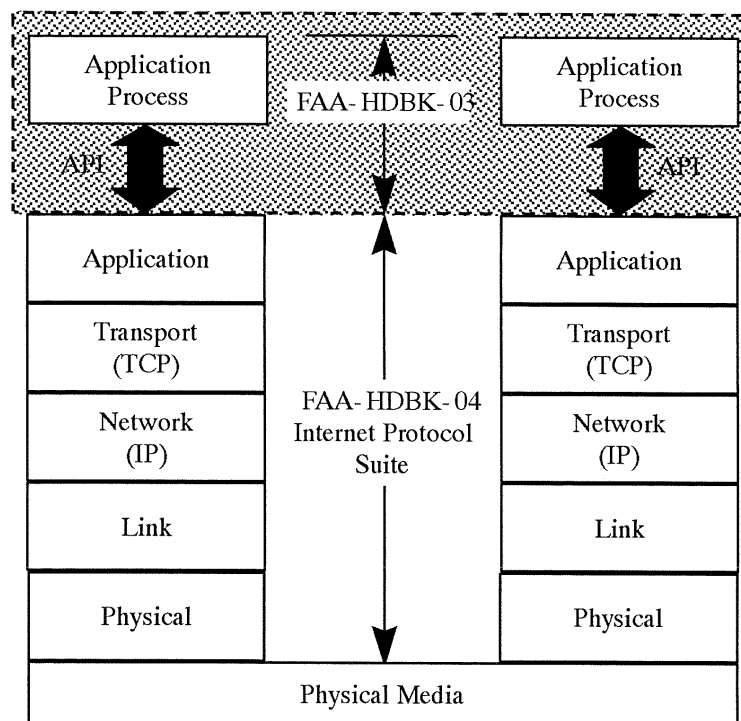 Application
Process
FAA-HDBK-03
Application
Process
API
API
Application
Transport
(TCP)
Network
(IP)
Link
Physical
FAA-HDBK-04
Internet Protocol
Suite
Application
Transport
(TCP)
Network
(IP)
Link
Physical
Physical Media